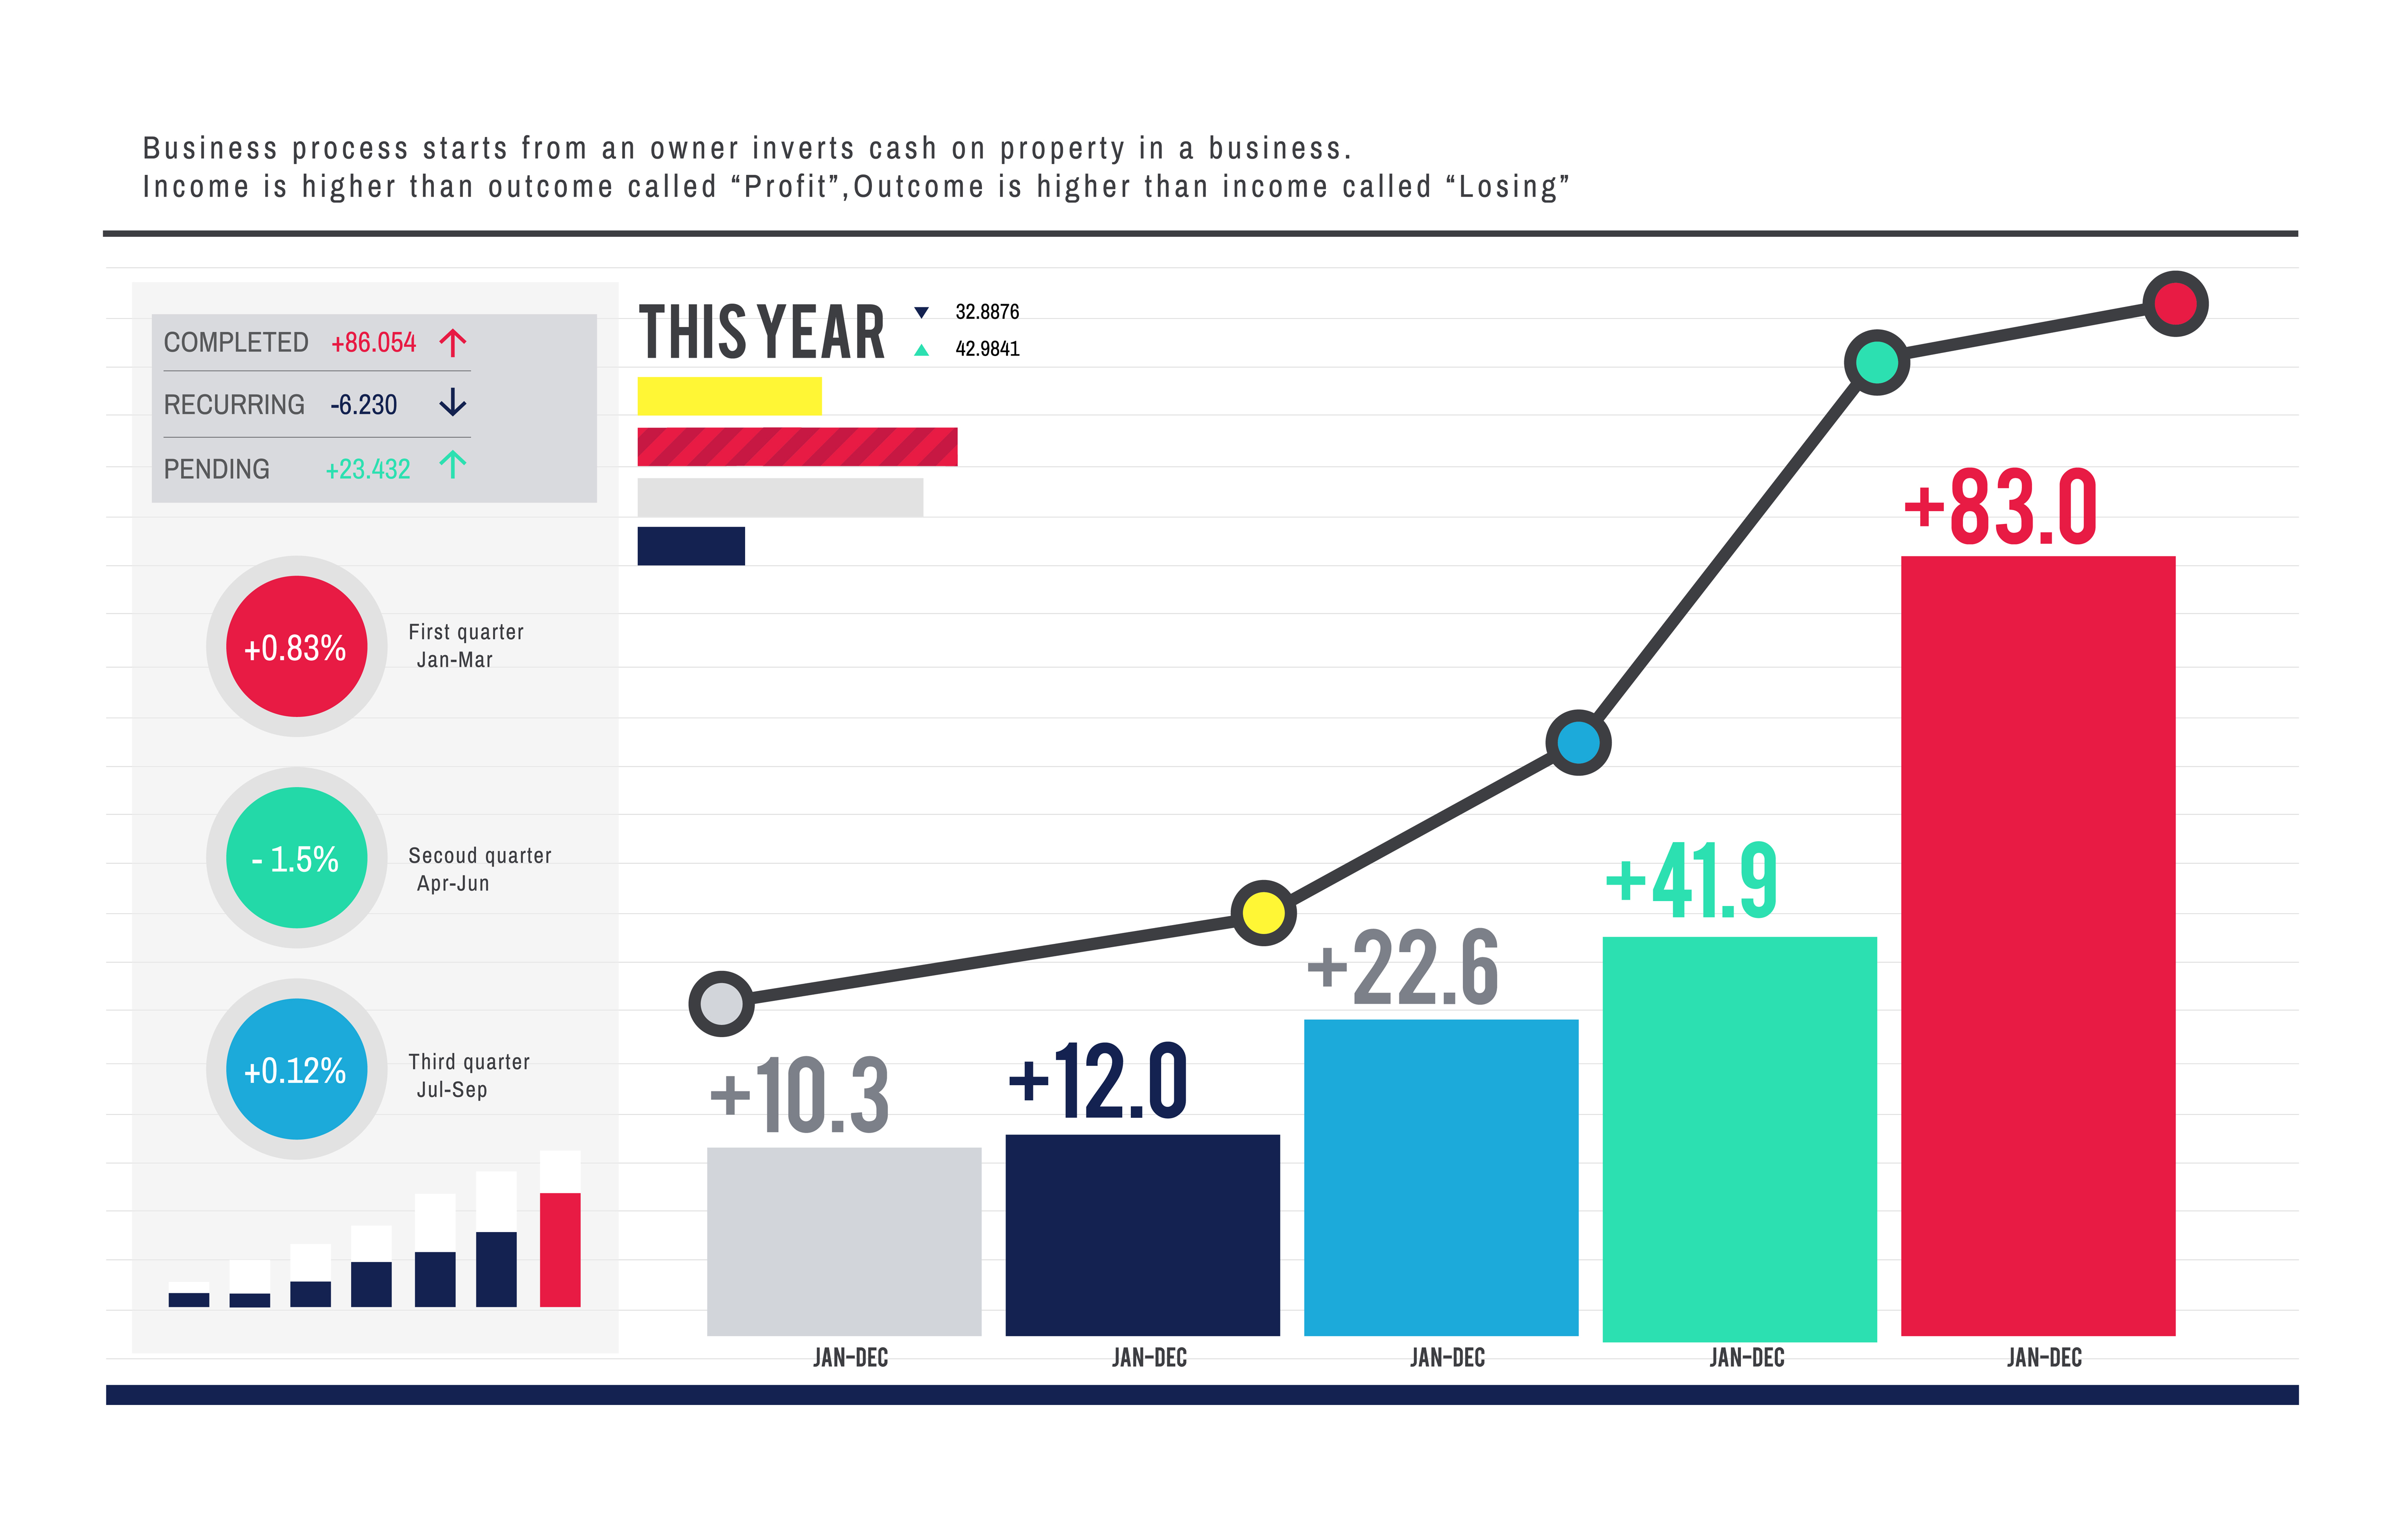 Business process starts from an owner inverts cash on property in a business.
Income is higher than outcome called “Profit”,Outcome is higher than income called “Losing”
COMPLETED +86.054
RECURRING -6.230
PENDING +23.432
THIS YEAR
32.8876
42.9841
+0.83%
First quarter
Jan-Mar
- 1.5%
Secoud quarter
Apr-Jun
+0.12%
Third quarter
Jul-Sep
+10.3
+12.0
+22.6
+41.9
+83.0
JAN-DEC JAN-DEC JAN-DEC JAN-DEC JAN-DEC